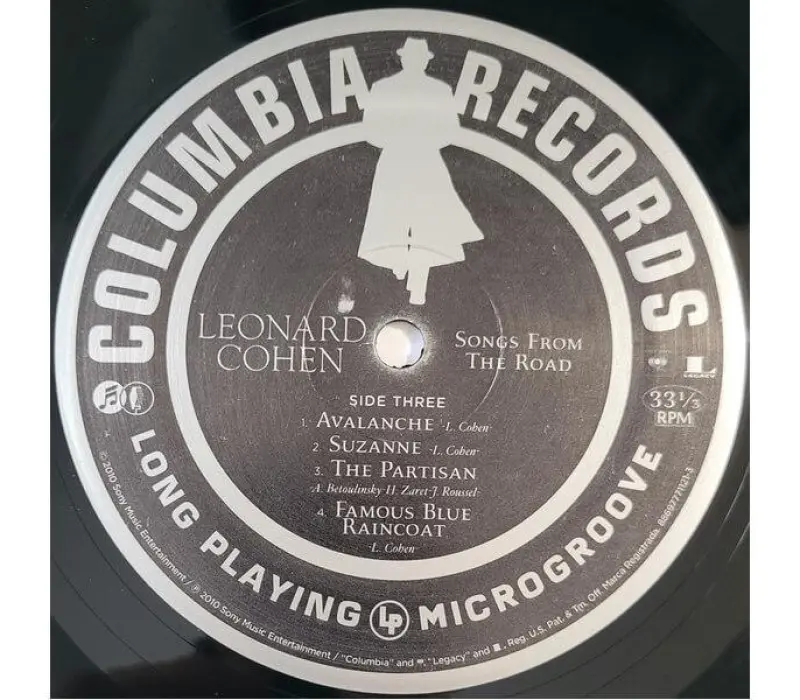 COLUMBIA RECORDS
LEONARD
COHEN
SONGS FROM
THE ROAD
LEGACY
33 1/3
RPM
SIDE THREE
1. AVALANCHE -L. Cohen-
2. SUZANNE -L. Cohen-
3. THE PARTISAN
-A. Betoulinsky-H. Zaret-J. Roussel-
4. FAMOUS BLUE
RAINCOAT
-L. Cohen-
LONG PLAYING LP MICROGROOVE
© 2010 Sony Music Entertainment / ℗ 2010 Sony Music Entertainment / "Columbia" and , "Legacy" and , Reg. U.S. Pat. & Tm. Off. Marca Registrada.